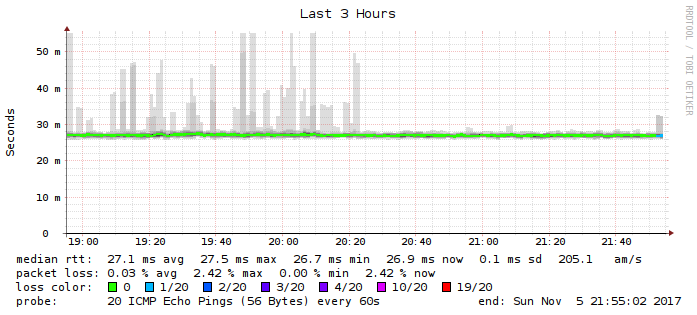 Last 3 Hours
RRDTOOL / TOBI OETIKER
Seconds
50 m
40 m
30 m
20 m
10 m
0
19:00 19:20 19:40 20:00 20:20 20:40 21:00 21:20 21:40
median rtt: 27.1 ms avg 27.5 ms max 26.7 ms min 26.9 ms now 0.1 ms sd 205.1 am/s
packet loss: 0.03 % avg 2.42 % max 0.00 % min 2.42 % now
loss color: 0 1/20 2/20 3/20 4/20 10/20 19/20
probe: 20 ICMP Echo Pings (56 Bytes) every 60s end: Sun Nov 5 21:55:02 2017